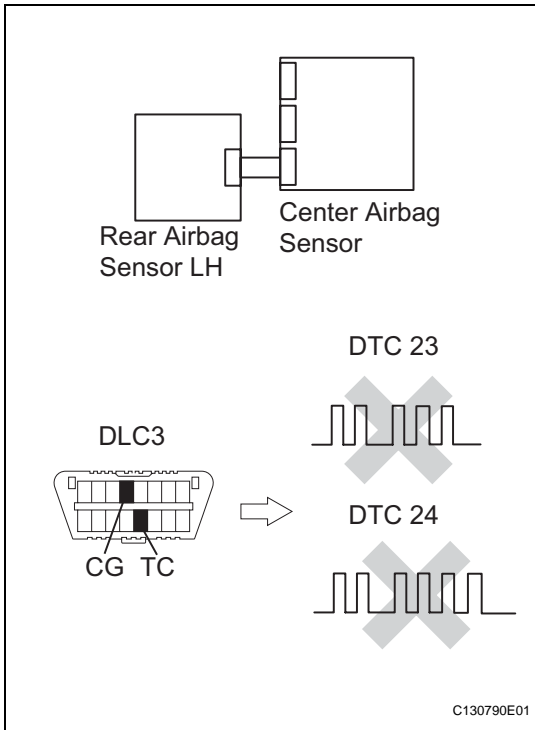 Rear Airbag
Sensor LH
Center Airbag
Sensor
DTC 23
DLC3
CG TC
DTC 24
C130790E01